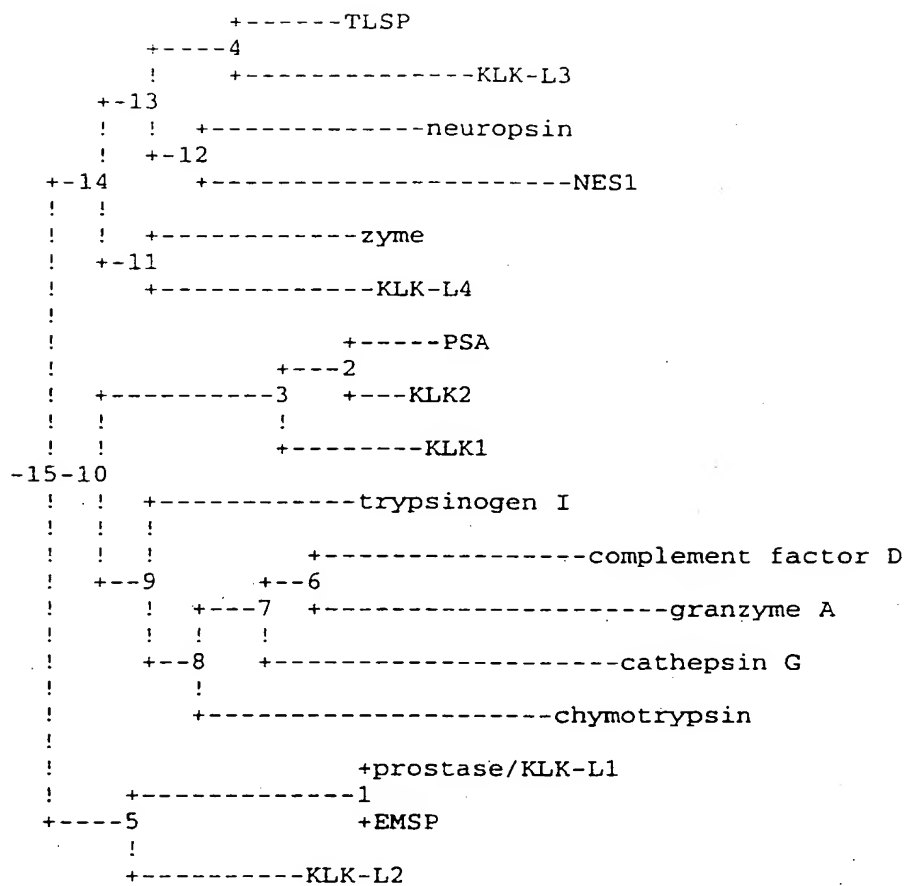 +------TLSP
+----4
! +--------------KLK-L3
+-13
! ! +-------------neuropsin
! +-12
+-14 +---------------------NES1
! !
! ! +------------zyme
! +-11
! +-------------KLK-L4
!
! +-----PSA
! +---2
! +----------3 +---KLK2
! ! !
! ! +--------KLK1
-15-10
! ! +------------trypsinogen I
! ! !
! ! ! +----------------complement factor D
! +--9 +--6
! ! +---7 +---------------------granzyme A
! ! ! !
! +--8 +---------------------cathepsin G
! !
! +---------------------chymotrypsin
!
! +prostase/KLK-L1
! +-------------1
+----5 +EMSP
!
+----------KLK-L2